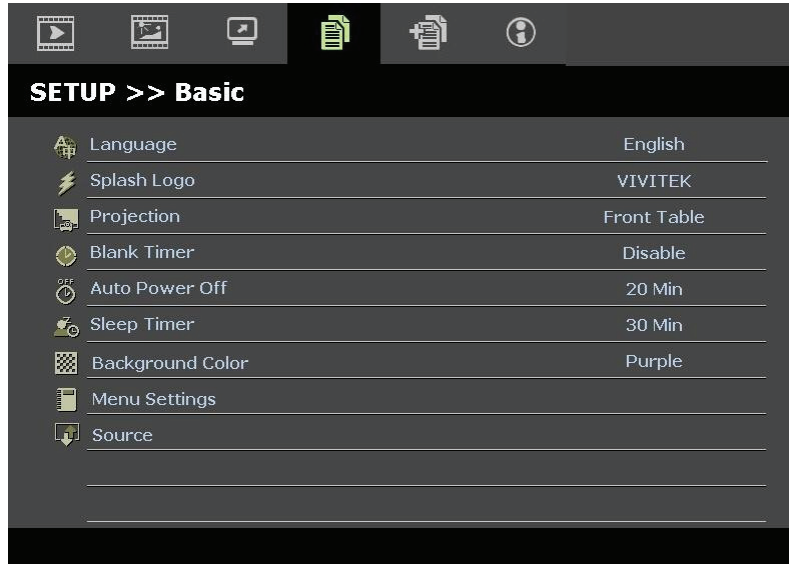 SETUP >> Basic
Language English
Splash Logo VIVITEK
Projection Front Table
Blank Timer Disable
OFF
Auto Power Off 20 Min
Sleep Timer 30 Min
Background Color Purple
Menu Settings
Source